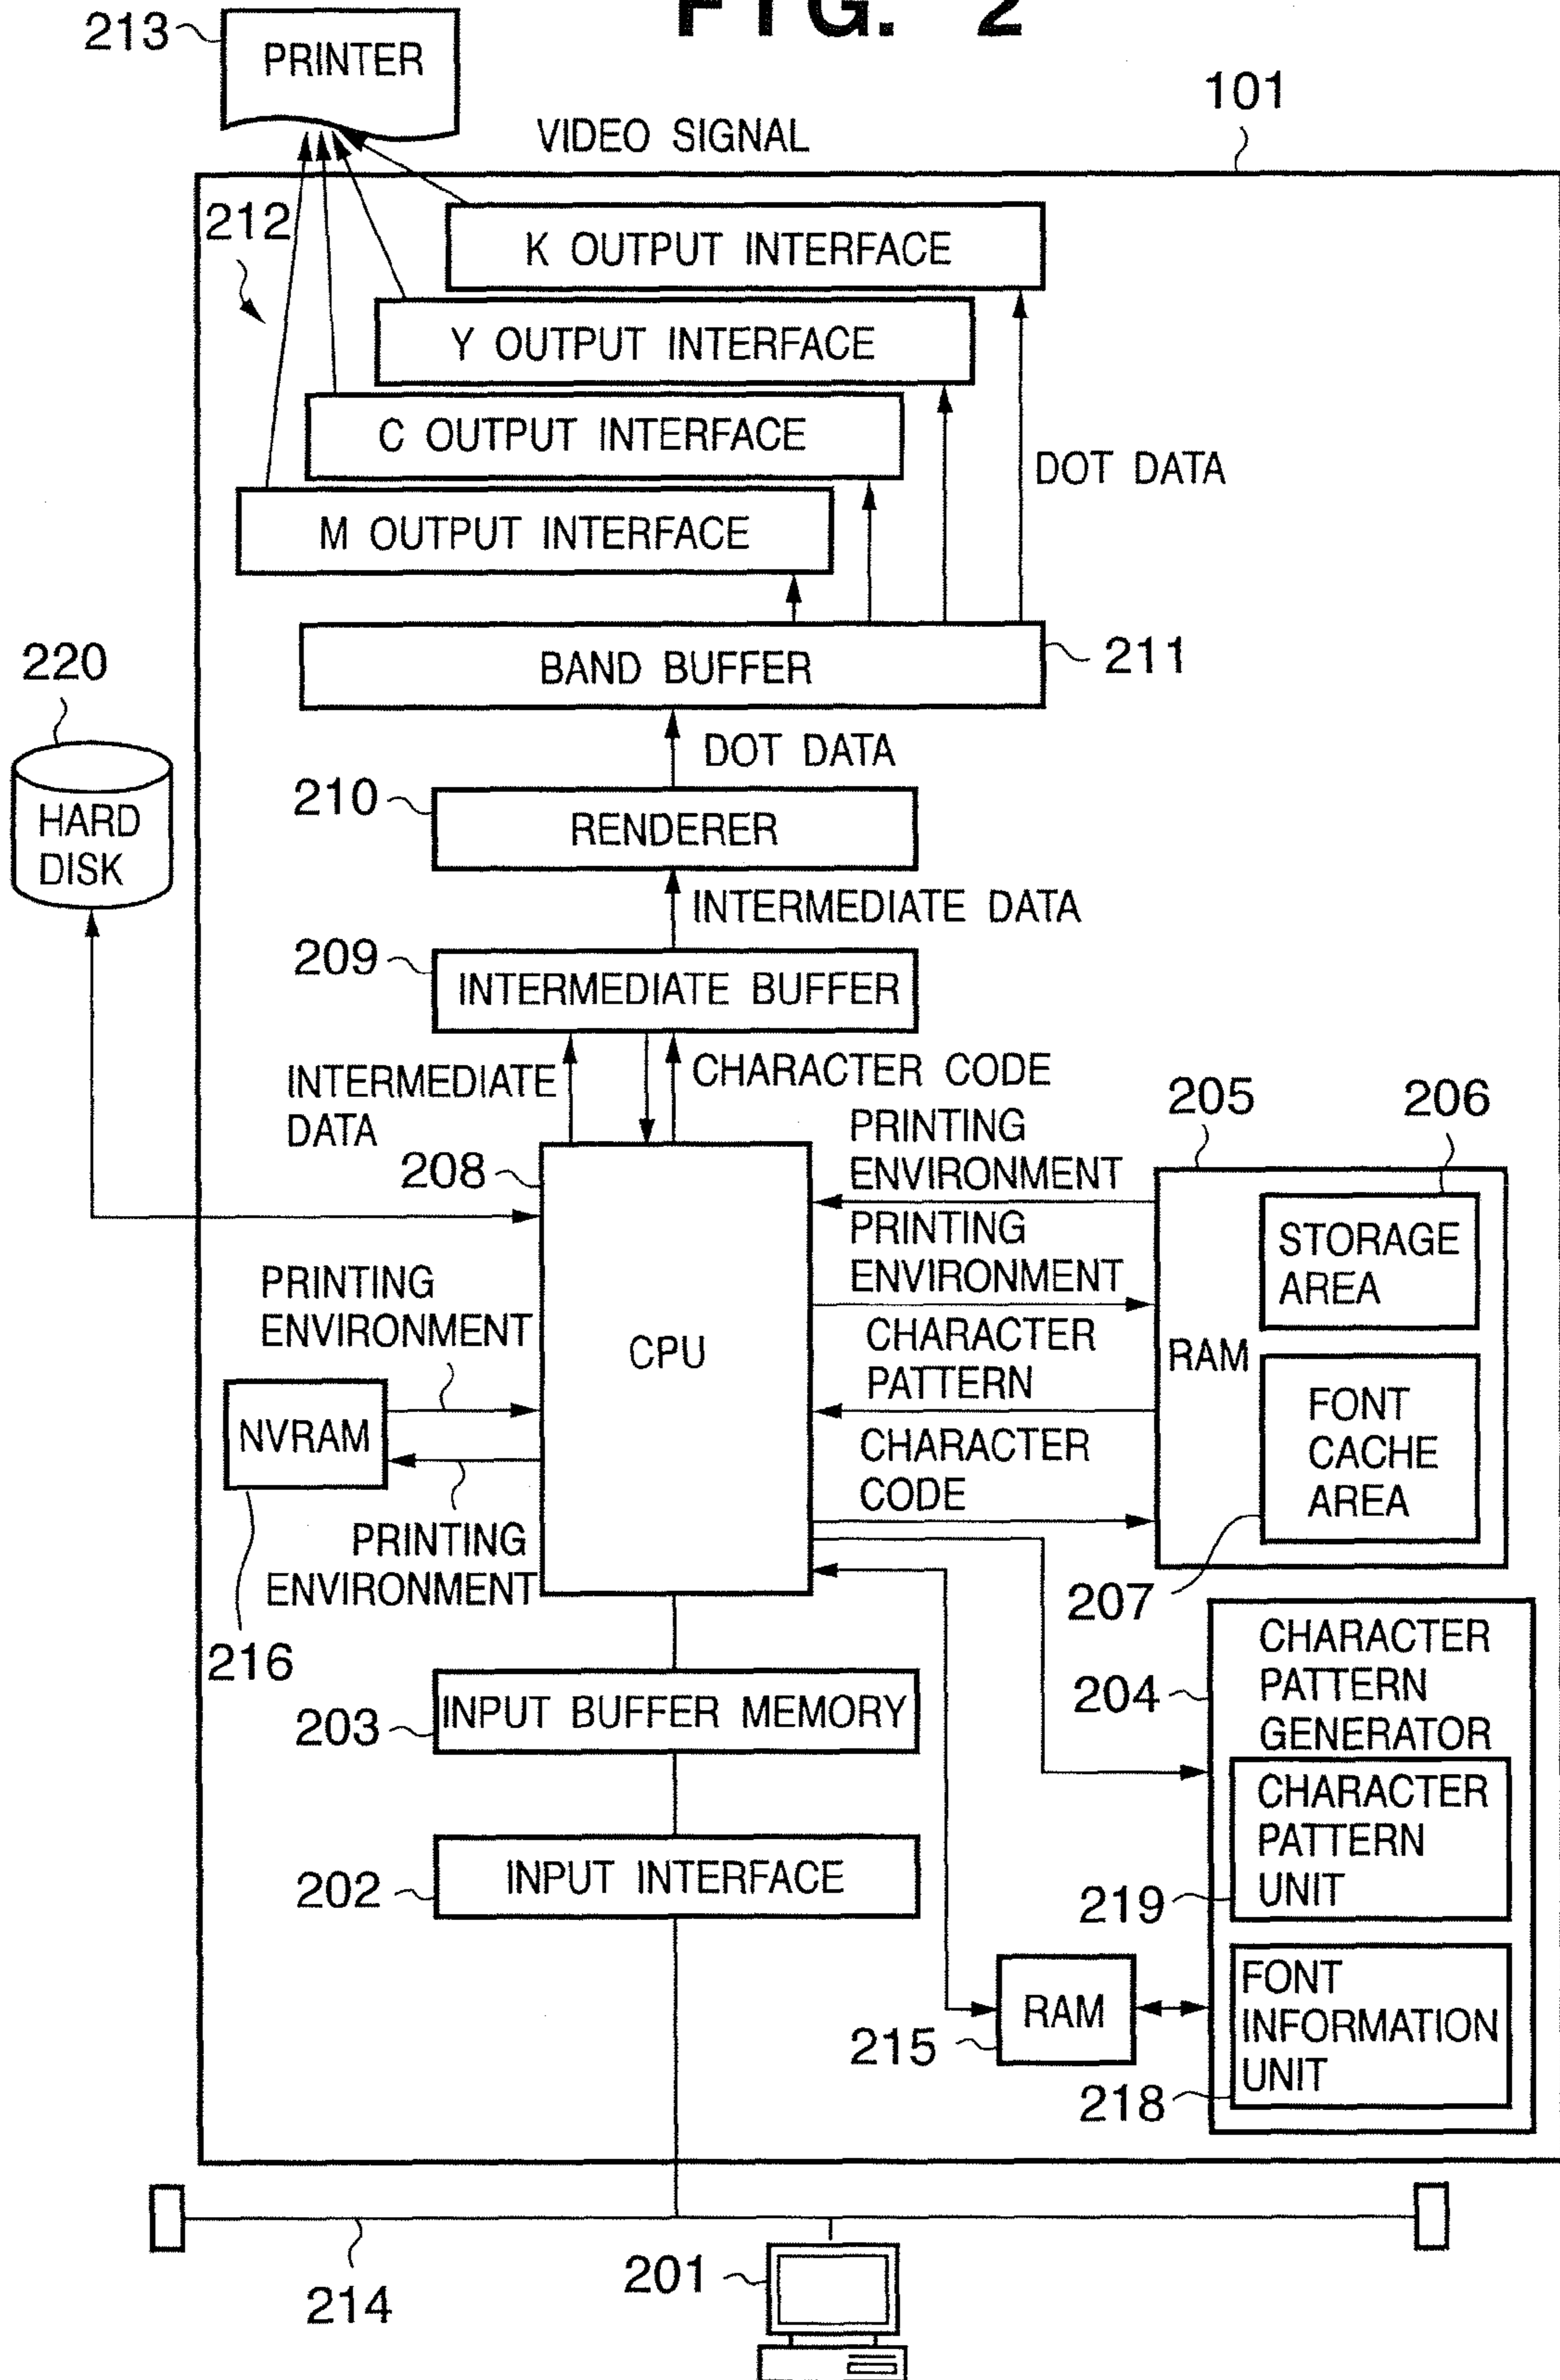 FIG. 2
213
PRINTER
101
VIDEO SIGNAL
212
K OUTPUT INTERFACE
Y OUTPUT INTERFACE
C OUTPUT INTERFACE
DOT DATA
M OUTPUT INTERFACE
220
BAND BUFFER
211
DOT DATA
HARD
DISK
210
RENDERER
INTERMEDIATE DATA
209
INTERMEDIATE BUFFER
INTERMEDIATE
DATA
CHARACTER CODE
205
206
208
PRINTING
ENVIRONMENT
PRINTING
ENVIRONMENT
STORAGE
AREA
PRINTING
ENVIRONMENT
CPU
CHARACTER
PATTERN
RAM
NVRAM
CHARACTER
CODE
FONT
CACHE
AREA
PRINTING
ENVIRONMENT
207
216
203
INPUT BUFFER MEMORY
204
CHARACTER
PATTERN
GENERATOR
CHARACTER
PATTERN
UNIT
202
INPUT INTERFACE
219
RAM
215
FONT
INFORMATION
UNIT
218
201
214